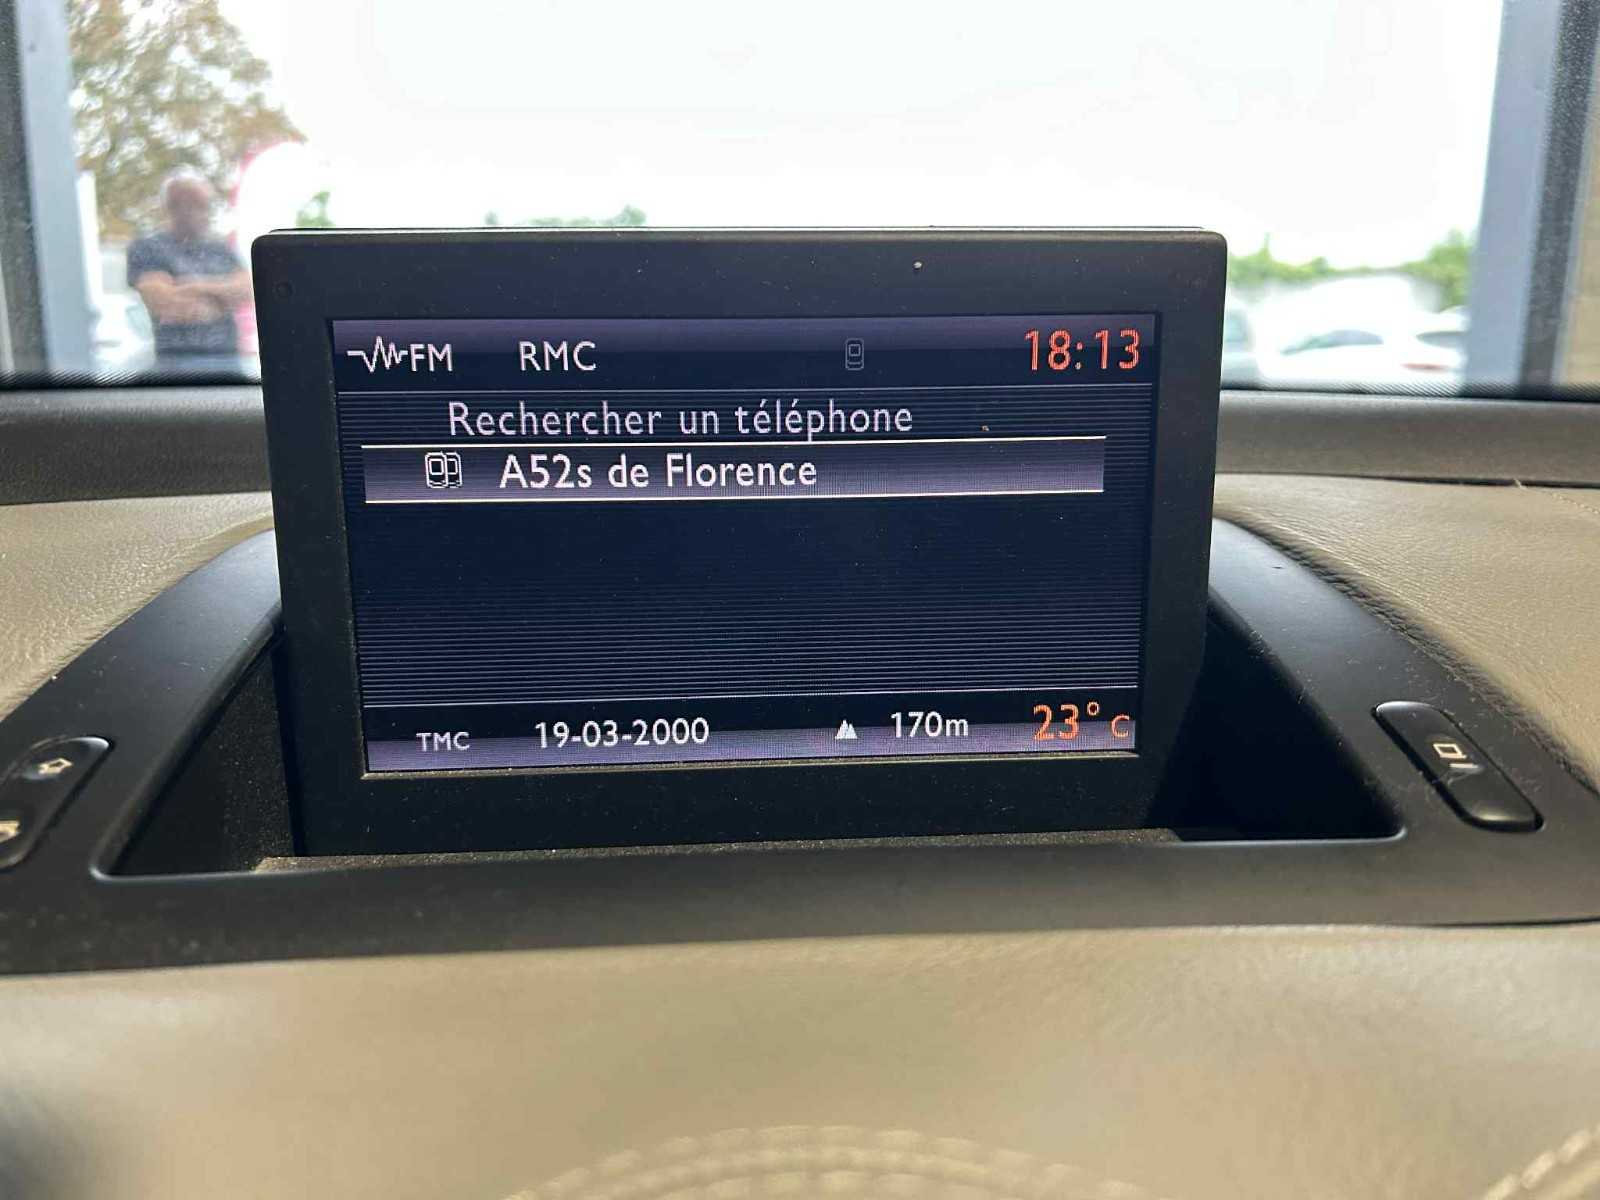 FM RMC 18:13
Rechercher un téléphone
A52s de Florence
TMC 19-03-2000 170m 23° C